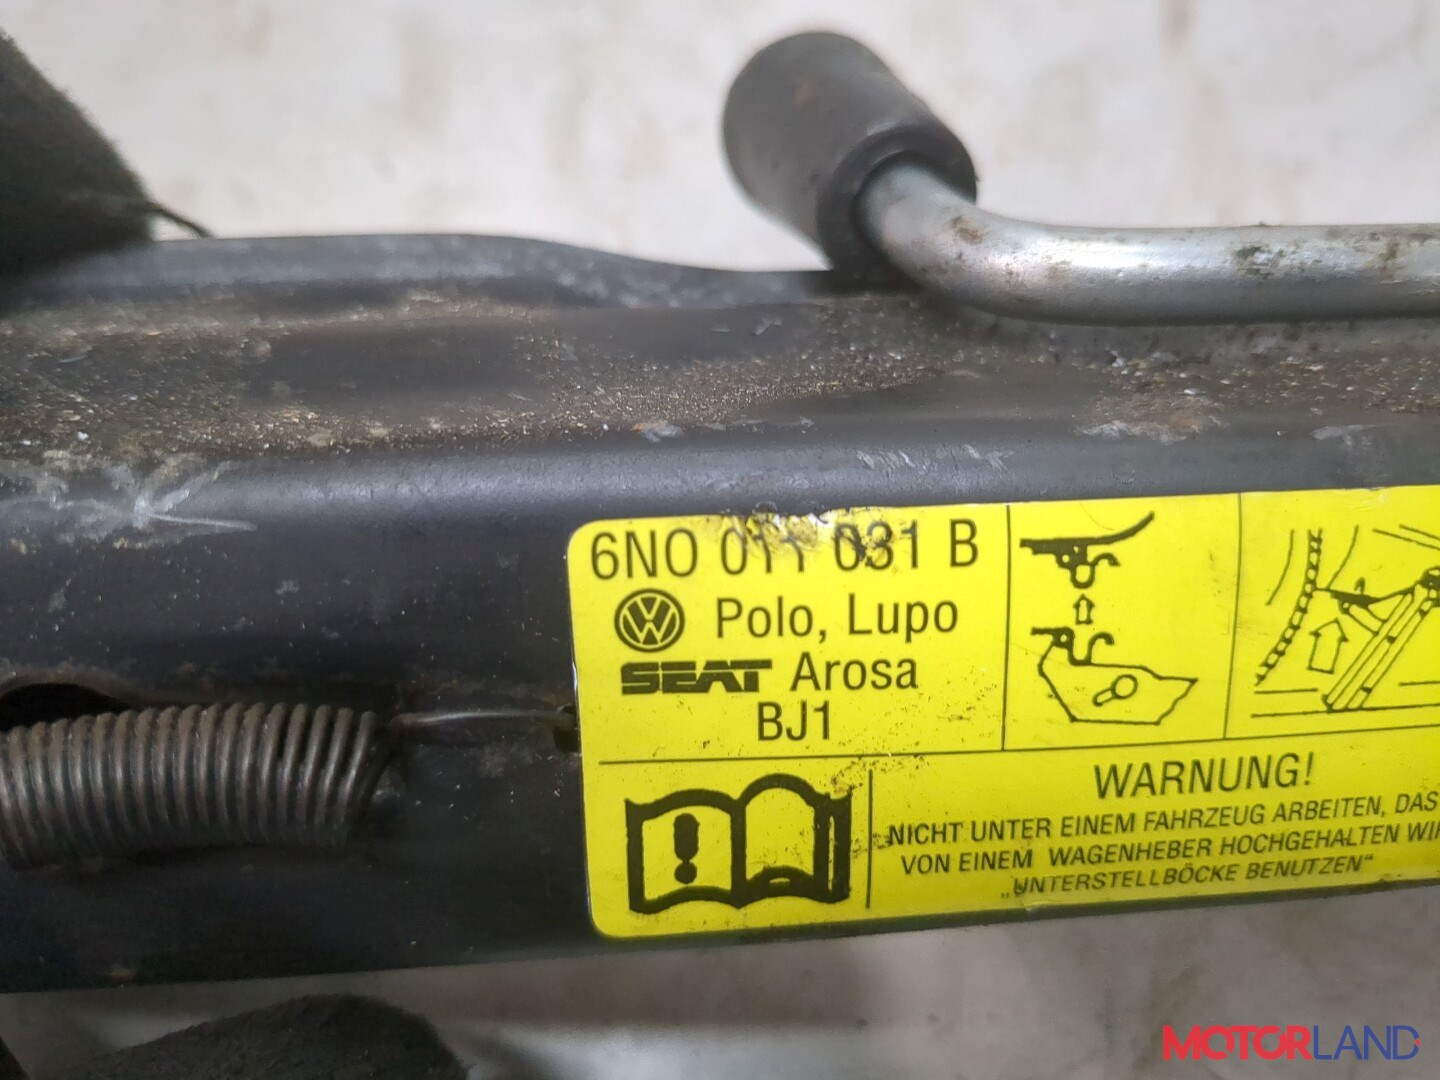 6N0 011 031 B
Polo, Lupo
SEAT Arosa
BJ1
WARNUNG!
NICHT UNTER EINEM FAHRZEUG ARBEITEN, DAS
VON EINEM WAGENHEBER HOCHGEHALTEN
„UNTERSTELLBÖCKE BENUTZEN“
MOTORLAND